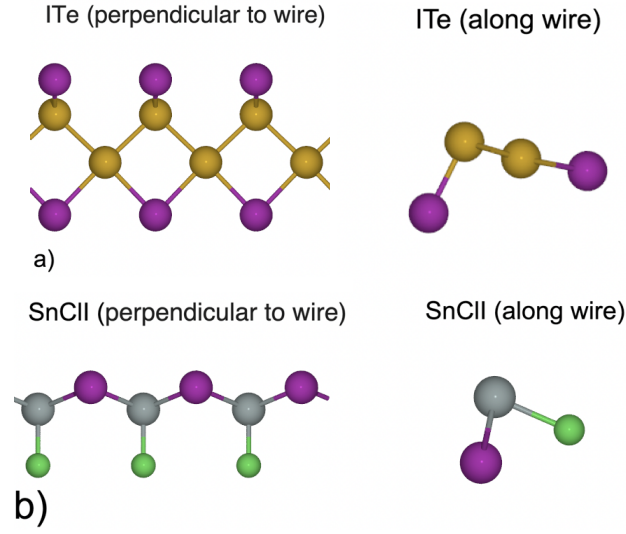 ITe (perpendicular to wire)
ITe (along wire)
a)
SnClI (perpendicular to wire)
SnClI (along wire)
b)